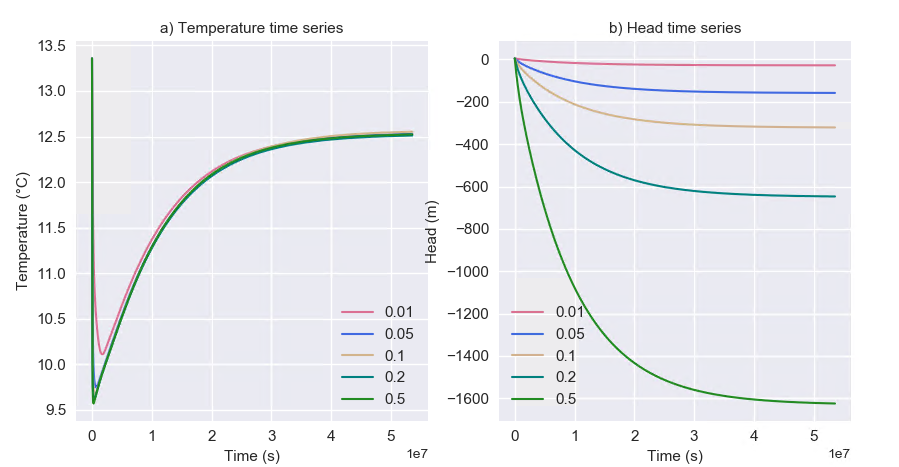 a) Temperature time series
13.5
13.0
12.5
12.0
11.5
11.0
10.5
10.0
9.5
Temperature (°C)
0.01
0.05
0.1
0.2
0.5
0 1 2 3 4 5
Time (s)
1e7
b) Head time series
0
−200
−400
−600
−800
−1000
−1200
−1400
−1600
Head (m)
0.01
0.05
0.1
0.2
0.5
0 1 2 3 4 5
Time (s)
1e7